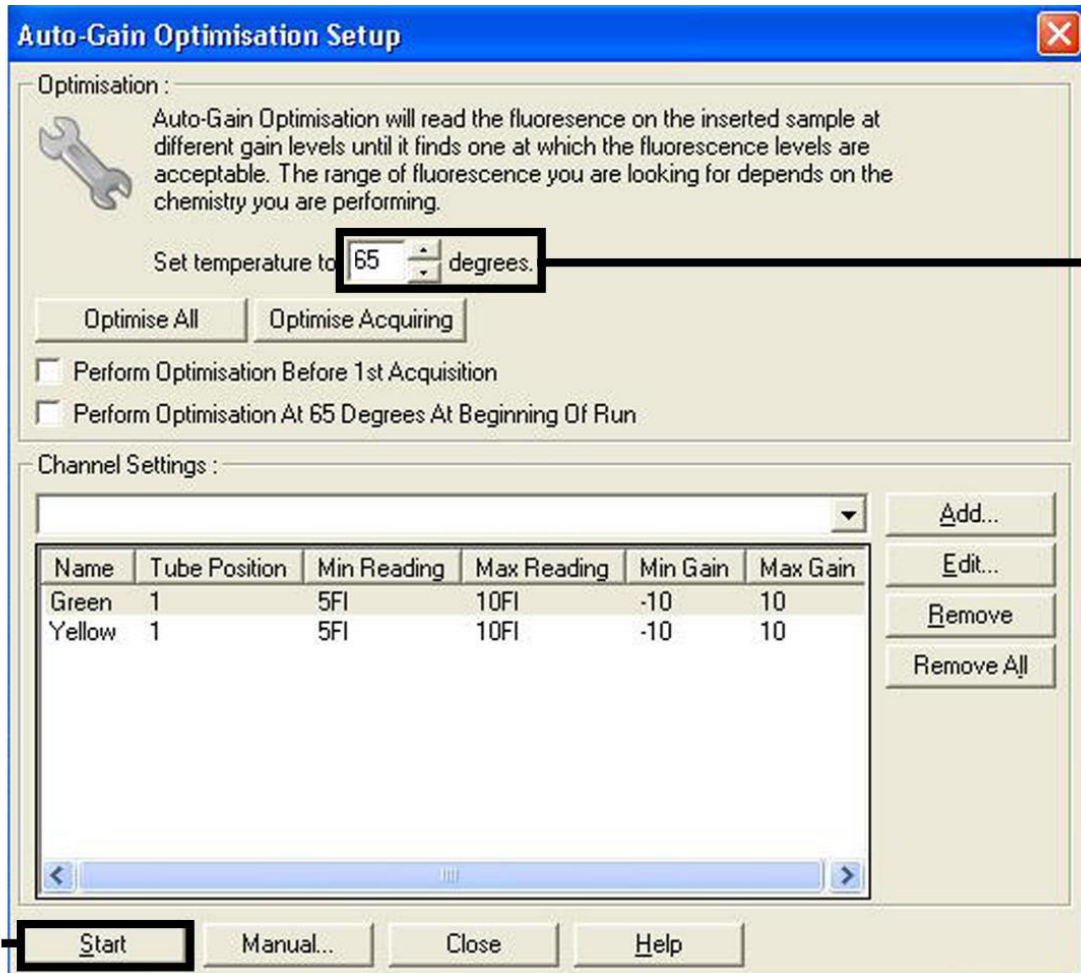 Auto-Gain Optimisation Setup
Optimisation :
Auto-Gain Optimisation will read the fluoresence on the inserted sample at
different gain levels until it finds one at which the fluorescence levels are
acceptable. The range of fluorescence you are looking for depends on the
chemistry you are performing.
Set temperature to 65 degrees.
Optimise All Optimise Acquiring
Perform Optimisation Before 1st Acquisition
Perform Optimisation At 65 Degrees At Beginning Of Run
Channel Settings :
Add...
Name Tube Position Min Reading Max Reading Min Gain Max Gain Edit...
Green 1 5Fl 10Fl -10 10
Remove
Yellow 1 5Fl 10Fl -10 10
Remove All
Start Manual... Close Help